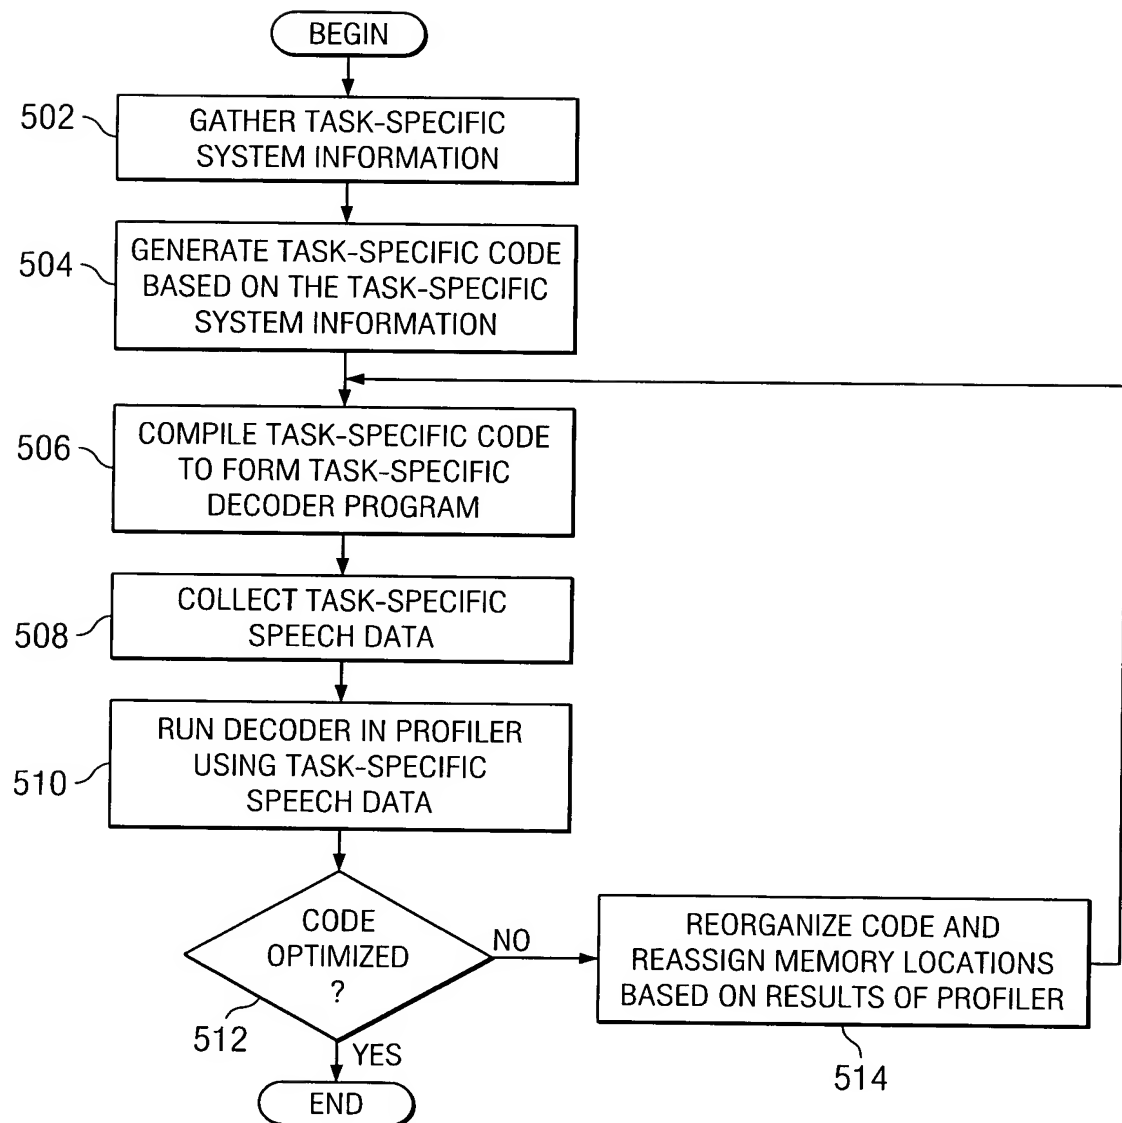 BEGIN
502
GATHER TASK-SPECIFIC
SYSTEM INFORMATION
504
GENERATE TASK-SPECIFIC CODE
BASED ON THE TASK-SPECIFIC
SYSTEM INFORMATION
506
COMPILE TASK-SPECIFIC CODE
TO FORM TASK-SPECIFIC
DECODER PROGRAM
508
COLLECT TASK-SPECIFIC
SPEECH DATA
510
RUN DECODER IN PROFILER
USING TASK-SPECIFIC
SPEECH DATA
CODE
OPTIMIZED
?
512
NO
REORGANIZE CODE AND
REASSIGN MEMORY LOCATIONS
BASED ON RESULTS OF PROFILER
514
YES
END